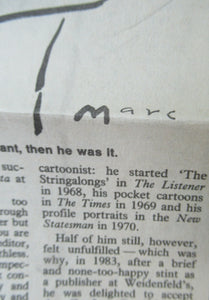 Marc
ant, then he was it.
suc-
ta at
too
rough
er but
ou are
editor,
thless.
mpec-
y and
y and
cartoonist: he started 'The
Stringalongs' in The Listener
in 1968, his pocket cartoons
in The Times in 1969 and his
profile portraits in the New
Statesman in 1970.
Half of him still, however,
felt unfulfilled — which was
why, in 1983, after a brief
and none-too-happy stint as
a publisher at Weidenfeld's,
he was delighted to accept